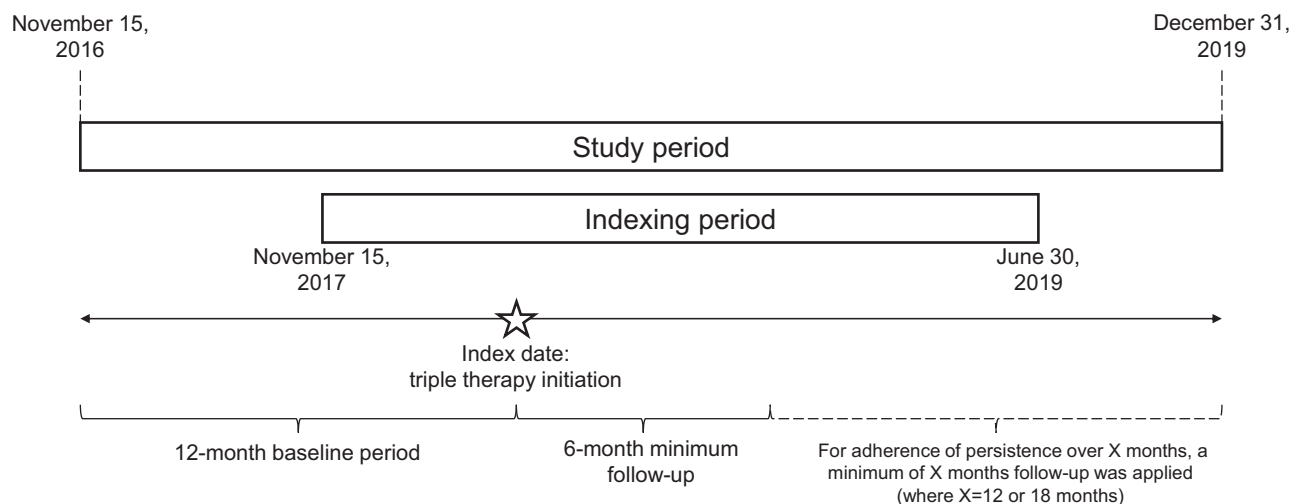 November 15,
2016
December 31,
2019
Study period
Indexing period
November 15,
2017
June 30,
2019
Index date:
triple therapy initiation
12-month baseline period
6-month minimum
follow-up
For adherence of persistence over X months, a
minimum of X months follow-up was applied
(where X=12 or 18 months)